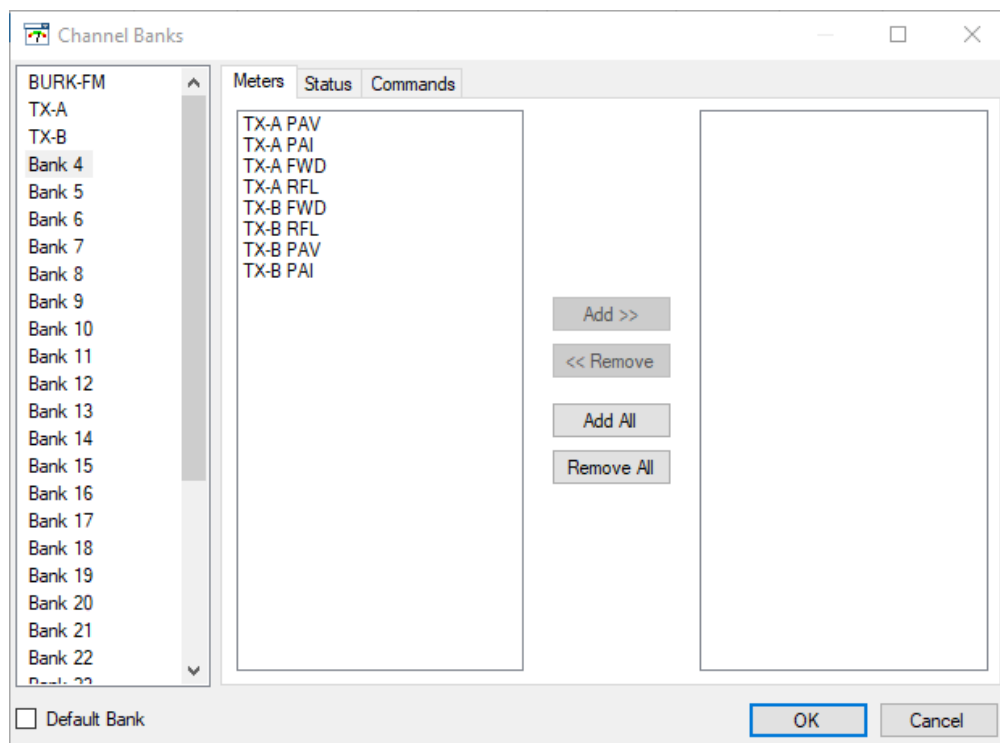 Channel Banks
BURK-FM
TX-A
TX-B
Bank 4
Bank 5
Bank 6
Bank 7
Bank 8
Bank 9
Bank 10
Bank 11
Bank 12
Bank 13
Bank 14
Bank 15
Bank 16
Bank 17
Bank 18
Bank 19
Bank 20
Bank 21
Bank 22
Meters Status Commands
TX-A PAV
TX-A PAI
TX-A FWD
TX-A RFL
TX-B FWD
TX-B RFL
TX-B PAV
TX-B PAI
Add >>
<< Remove
Add All
Remove All
Default Bank
OK Cancel